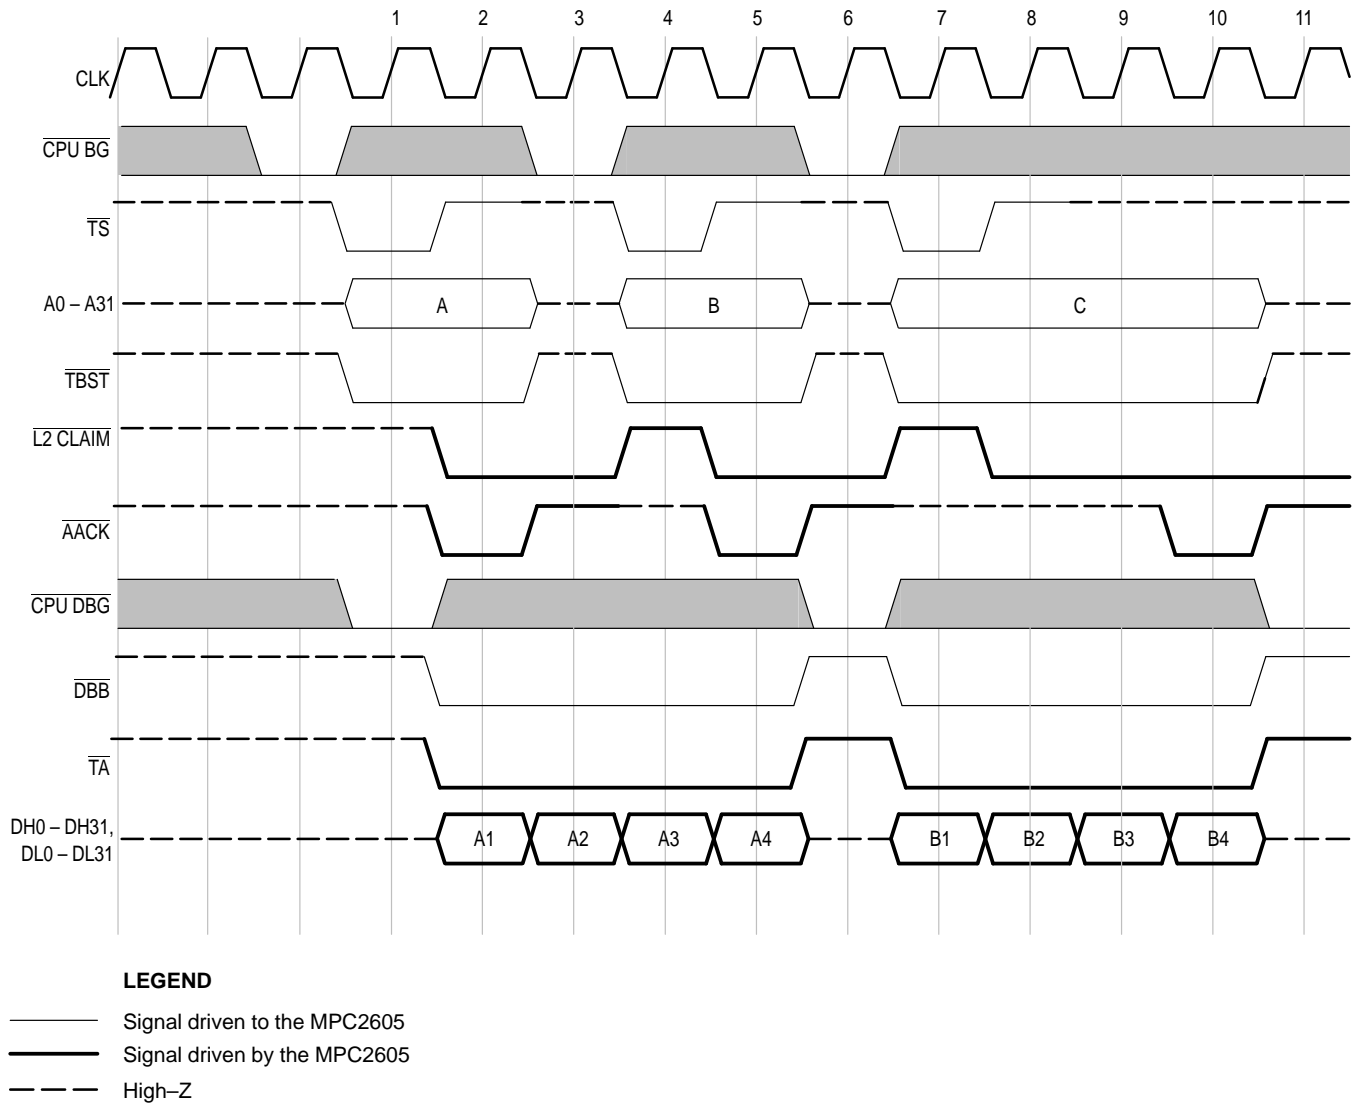 1 2 3 4 5 6 7 8 9 10 11
CLK
CPU BG
TS
A0 – A31 A B C
TBST
L2 CLAIM
AACK
CPU DBG
DBB
TA
DH0 – DH31,
DL0 – DL31 A1 A2 A3 A4 B1 B2 B3 B4
LEGEND
Signal driven to the MPC2605
Signal driven by the MPC2605
High–Z